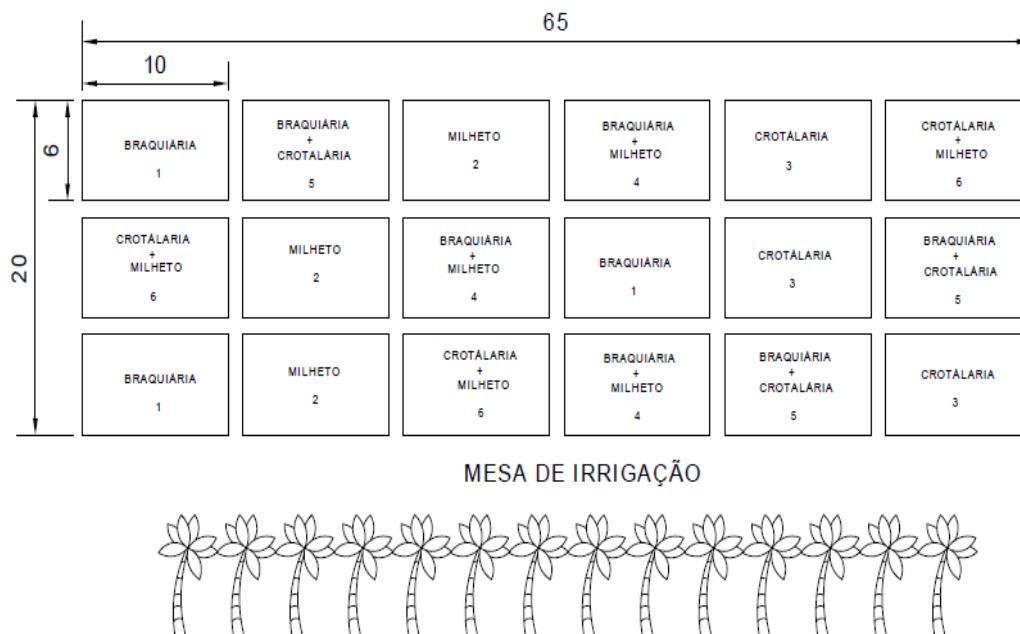 65
10
20
6
BRAQUIÁRIA
1
BRAQUIÁRIA
+
CROTALÁRIA
5
MILHETO
2
BRAQUIÁRIA
+
MILHETO
4
CROTÁLARIA
3
CROTÁLARIA
+
MILHETO
6
CROTÁLARIA
+
MILHETO
6
MILHETO
2
BRAQUIÁRIA
+
MILHETO
4
BRAQUIÁRIA
1
CROTÁLARIA
3
BRAQUIÁRIA
+
CROTALÁRIA
5
BRAQUIÁRIA
1
MILHETO
2
CROTÁLARIA
+
MILHETO
6
BRAQUIÁRIA
+
MILHETO
4
BRAQUIÁRIA
+
CROTALÁRIA
5
CROTÁLARIA
3
MESA DE IRRIGAÇÃO